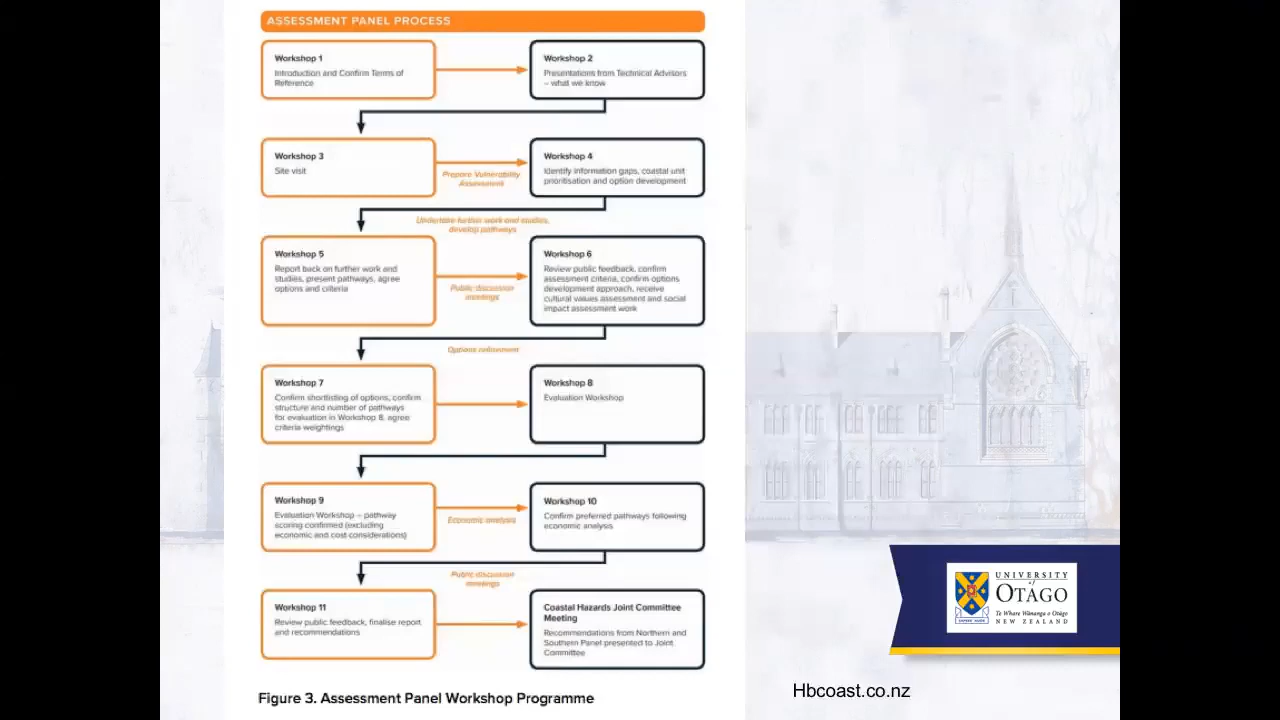 ASSESSMENT PANEL PROCESS
Workshop 1
Introduction and Confirm Terms of
Reference
Workshop 2
Presentations from Technical Advisors
– what we know
Workshop 3
Site visit
Prepare Vulnerability
Assessment
Workshop 4
Identify information gaps, coastal unit
prioritisation and option development
Undertake further work and studies,
develop pathways
Workshop 5
Report back on further work and
studies, present pathways, agree
options and criteria
Public discussion
meetings
Workshop 6
Review public feedback, confirm
assessment criteria, confirm options
development approach, receive
cultural values assessment and social
impact assessment work
Options refinement
Workshop 7
Confirm shortlisting of options, confirm
structure and number of pathways
for evaluation in Workshop 8, agree
criteria weightings
Workshop 8
Evaluation Workshop
Workshop 9
Evaluation Workshop – pathway
scoring confirmed (excluding
economic and cost considerations)
Economic analysis
Workshop 10
Confirm preferred pathways following
economic analysis
Public discussion
meetings
Workshop 11
Review public feedback, finalise report
and recommendations
Coastal Hazards Joint Committee
Meeting
Recommendations from Northern and
Southern Panel presented to Joint
Committee
Figure 3. Assessment Panel Workshop Programme
UNIVERSITY
of
OTAGO
Te Whare Wānanga o Otāgo
NEW ZEALAND
Hbcoast.co.nz